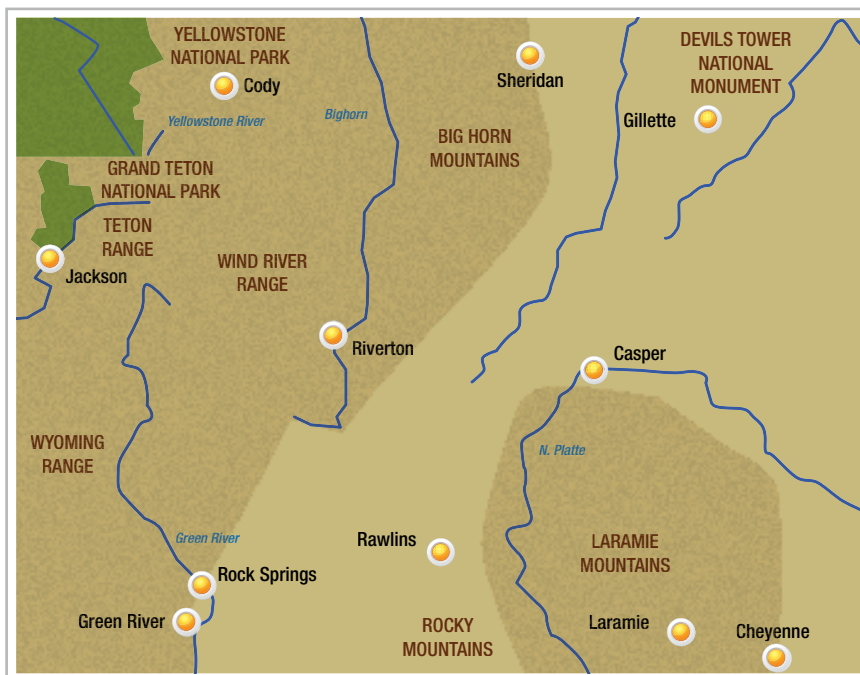 YELLOWSTONE
NATIONAL PARK
Cody
Sheridan
DEVILS TOWER
NATIONAL
MONUMENT
Gillette
Yellowstone River
Bighorn
BIG HORN
MOUNTAINS
GRAND TETON
NATIONAL PARK
TETON
RANGE
Jackson
WIND RIVER
RANGE
Riverton
Casper
WYOMING
RANGE
N. Platte
Green River
Rawlins
Rock Springs
LARAMIE
MOUNTAINS
Green River
ROCKY
MOUNTAINS
Laramie
Cheyenne